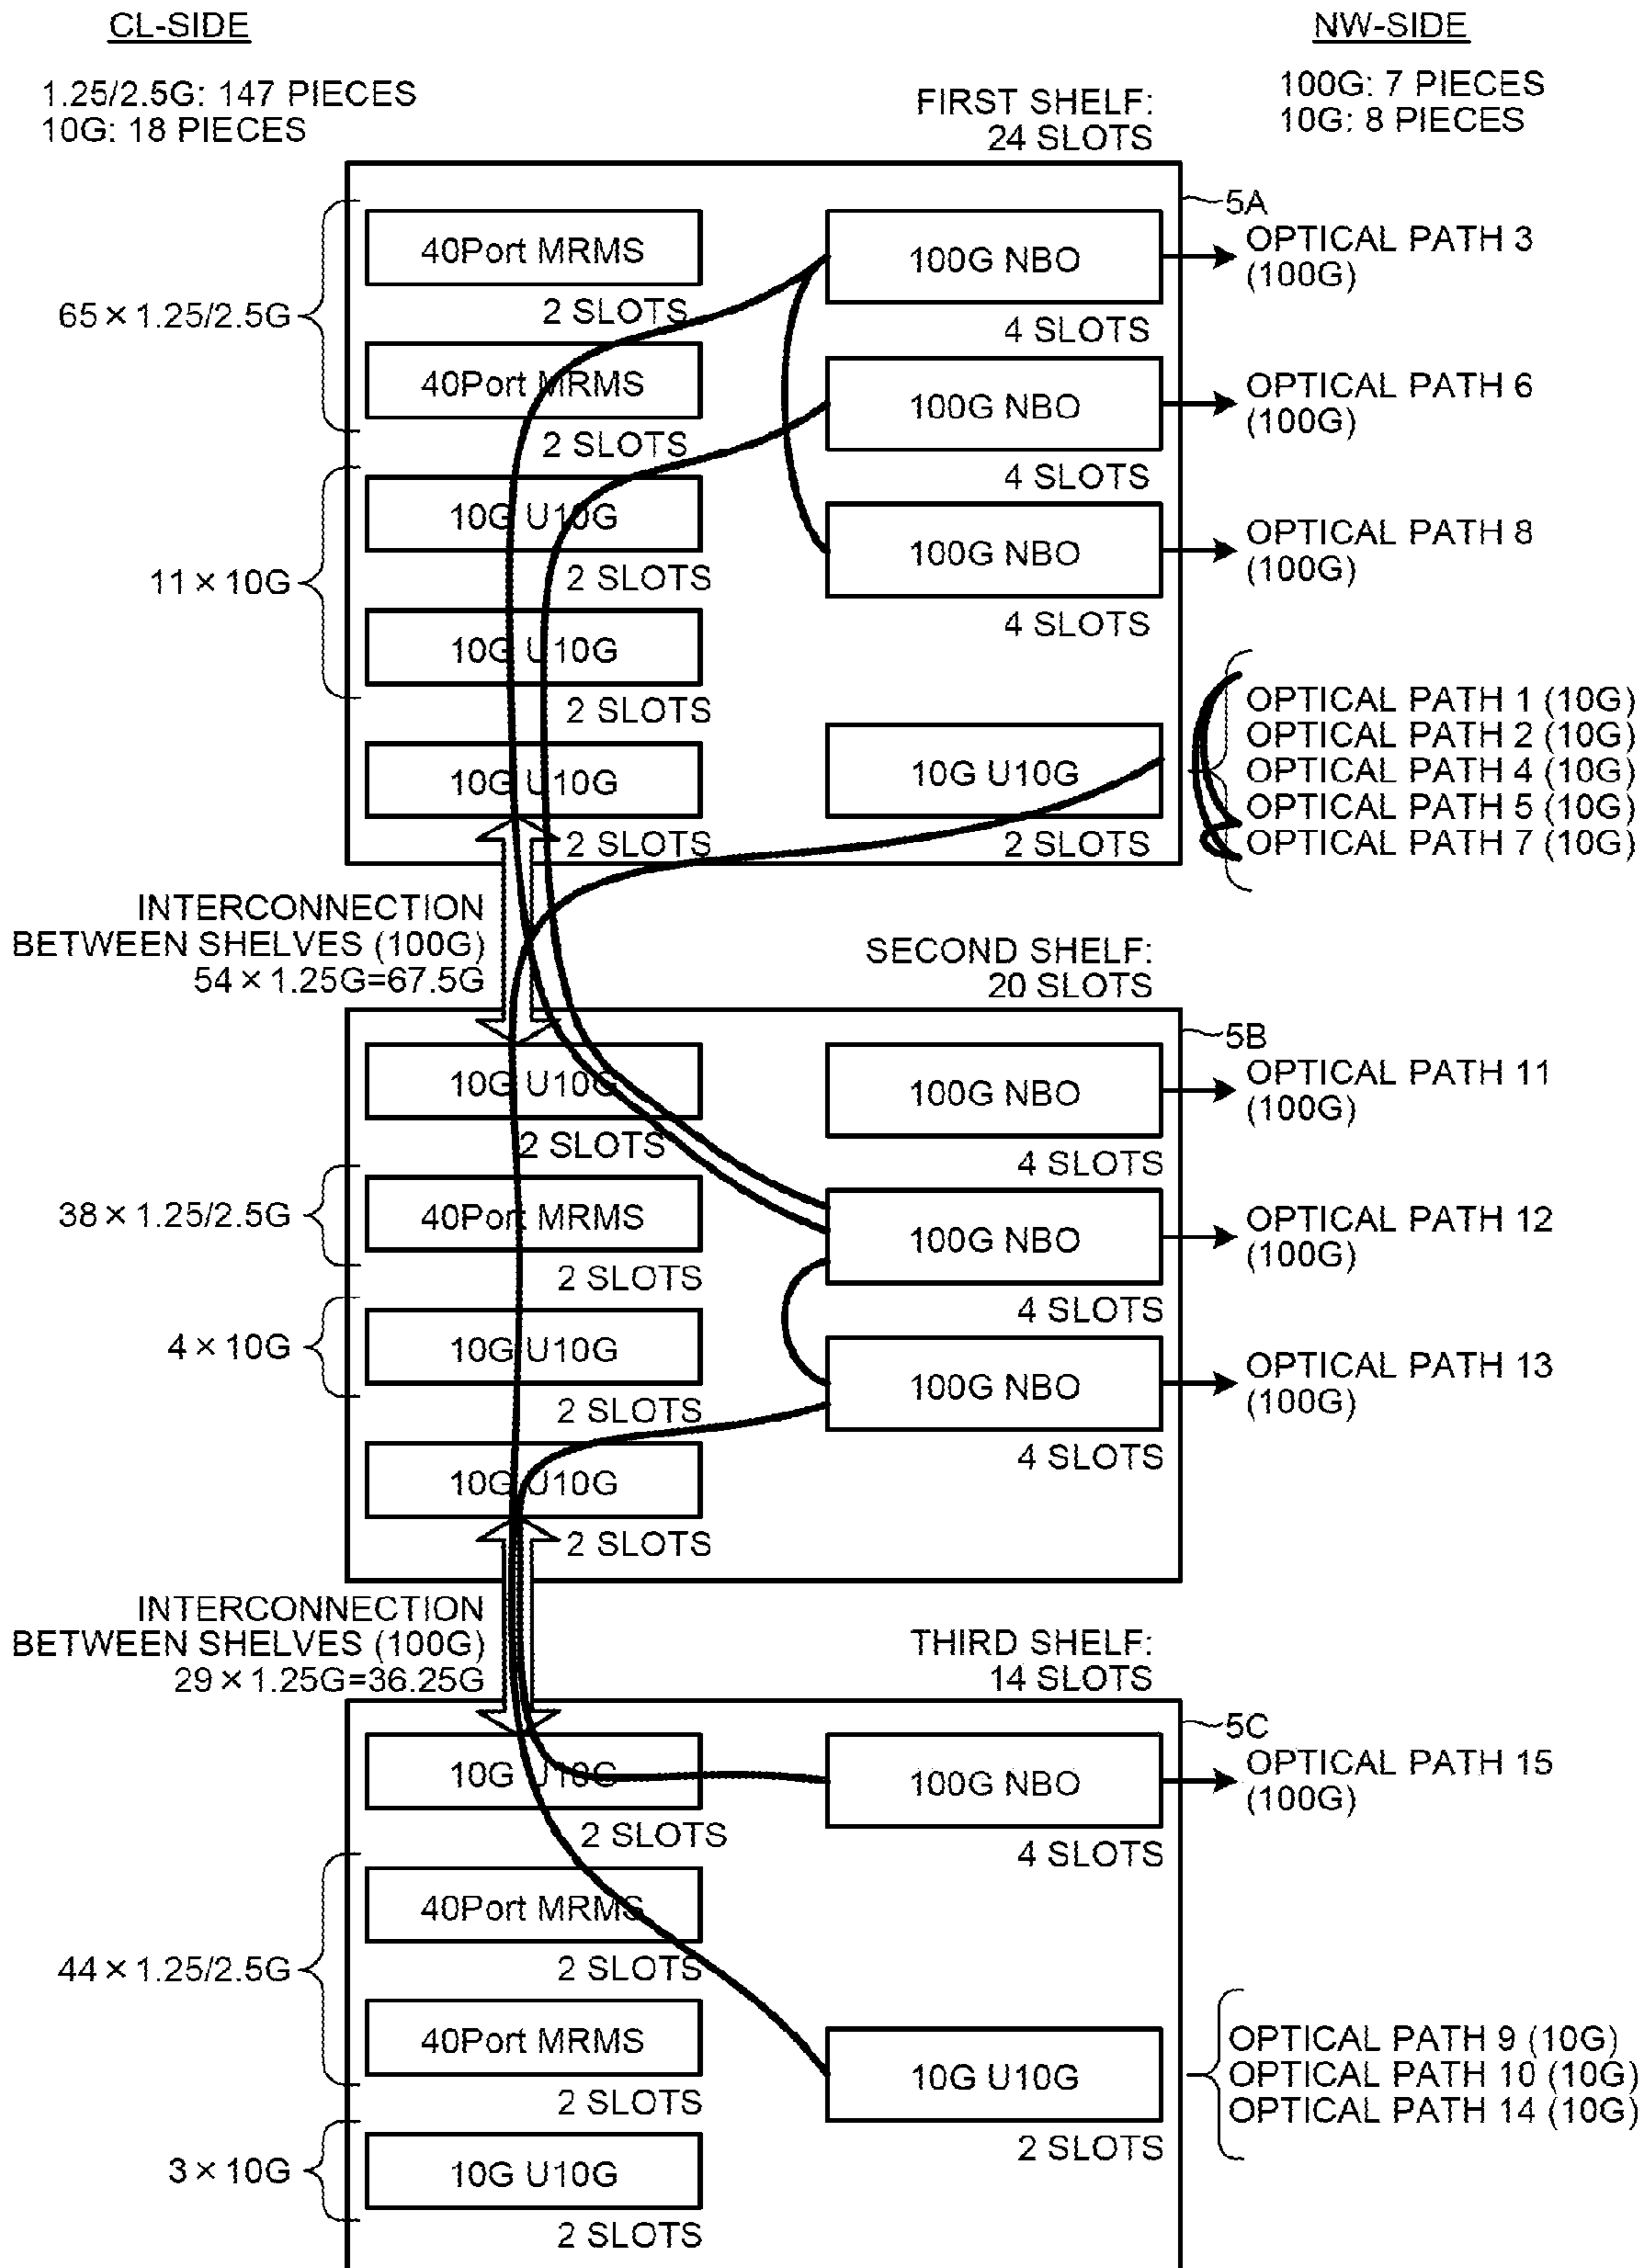 CL-SIDE
1.25/2.5G: 147 PIECES
10G: 18 PIECES
NW-SIDE
100G: 7 PIECES
10G: 8 PIECES
FIRST SHELF:
24 SLOTS
5A
65×1.25/2.5G
40Port MRMS
2 SLOTS
40Port MRMS
2 SLOTS
11×10G
10G U10G
2 SLOTS
10G U10G
2 SLOTS
10G U10G
2 SLOTS
100G NBO
4 SLOTS
OPTICAL PATH 3
(100G)
100G NBO
4 SLOTS
OPTICAL PATH 6
(100G)
100G NBO
4 SLOTS
OPTICAL PATH 8
(100G)
10G U10G
2 SLOTS
OPTICAL PATH 1 (10G)
OPTICAL PATH 2 (10G)
OPTICAL PATH 4 (10G)
OPTICAL PATH 5 (10G)
OPTICAL PATH 7 (10G)
INTERCONNECTION
BETWEEN SHELVES (100G)
54×1.25G=67.5G
SECOND SHELF:
20 SLOTS
5B
10G U10G
2 SLOTS
38×1.25/2.5G
40Port MRMS
2 SLOTS
4×10G
10G U10G
2 SLOTS
10G U10G
2 SLOTS
100G NBO
4 SLOTS
OPTICAL PATH 11
(100G)
100G NBO
4 SLOTS
OPTICAL PATH 12
(100G)
100G NBO
4 SLOTS
OPTICAL PATH 13
(100G)
INTERCONNECTION
BETWEEN SHELVES (100G)
29×1.25G=36.25G
THIRD SHELF:
14 SLOTS
5C
10G U10G
2 SLOTS
44×1.25/2.5G
40Port MRMS
2 SLOTS
40Port MRMS
2 SLOTS
3×10G
10G U10G
2 SLOTS
100G NBO
4 SLOTS
OPTICAL PATH 15
(100G)
10G U10G
2 SLOTS
OPTICAL PATH 9 (10G)
OPTICAL PATH 10 (10G)
OPTICAL PATH 14 (10G)